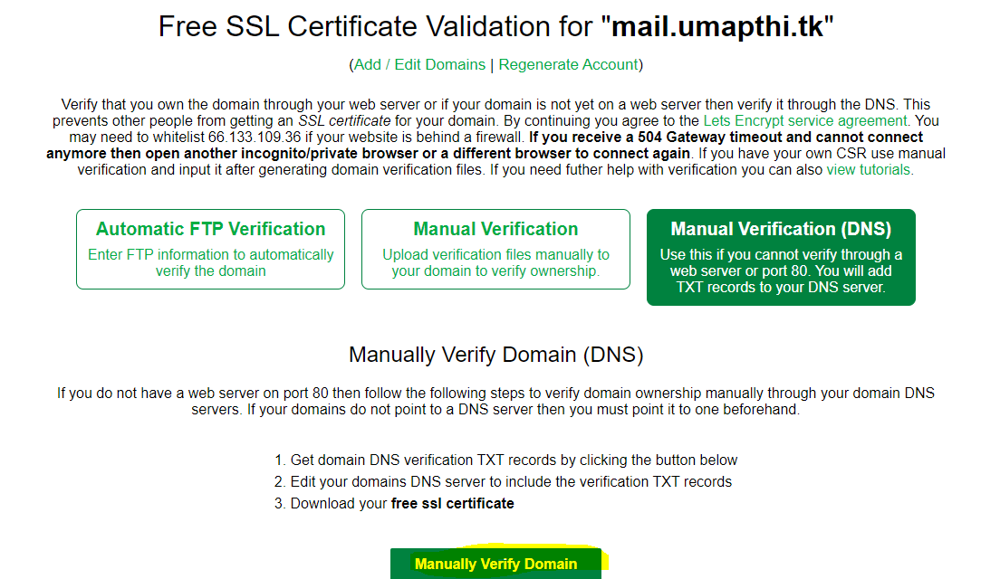 Free SSL Certificate Validation for "mail.umapthi.tk"
(Add / Edit Domains | Regenerate Account)
Verify that you own the domain through your web server or if your domain is not yet on a web server then verify it through the DNS. This
prevents other people from getting an SSL certificate for your domain. By continuing you agree to the Lets Encrypt service agreement. You
may need to whitelist 66.133.109.36 if your website is behind a firewall. If you receive a 504 Gateway timeout and cannot connect
anymore then open another incognito/private browser or a different browser to connect again. If you have your own CSR use manual
verification and input it after generating domain verification files. If you need futher help with verification you can also view tutorials.
Automatic FTP Verification
Enter FTP information to automatically
verify the domain
Manual Verification
Upload verification files manually to
your domain to verify ownership.
Manual Verification (DNS)
Use this if you cannot verify through a
web server or port 80. You will add
TXT records to your DNS server.
Manually Verify Domain (DNS)
If you do not have a web server on port 80 then follow the following steps to verify domain ownership manually through your domain DNS
servers. If your domains do not point to a DNS server then you must point it to one beforehand.
1. Get domain DNS verification TXT records by clicking the button below
2. Edit your domains DNS server to include the verification TXT records
3. Download your free ssl certificate
Manually Verify Domain